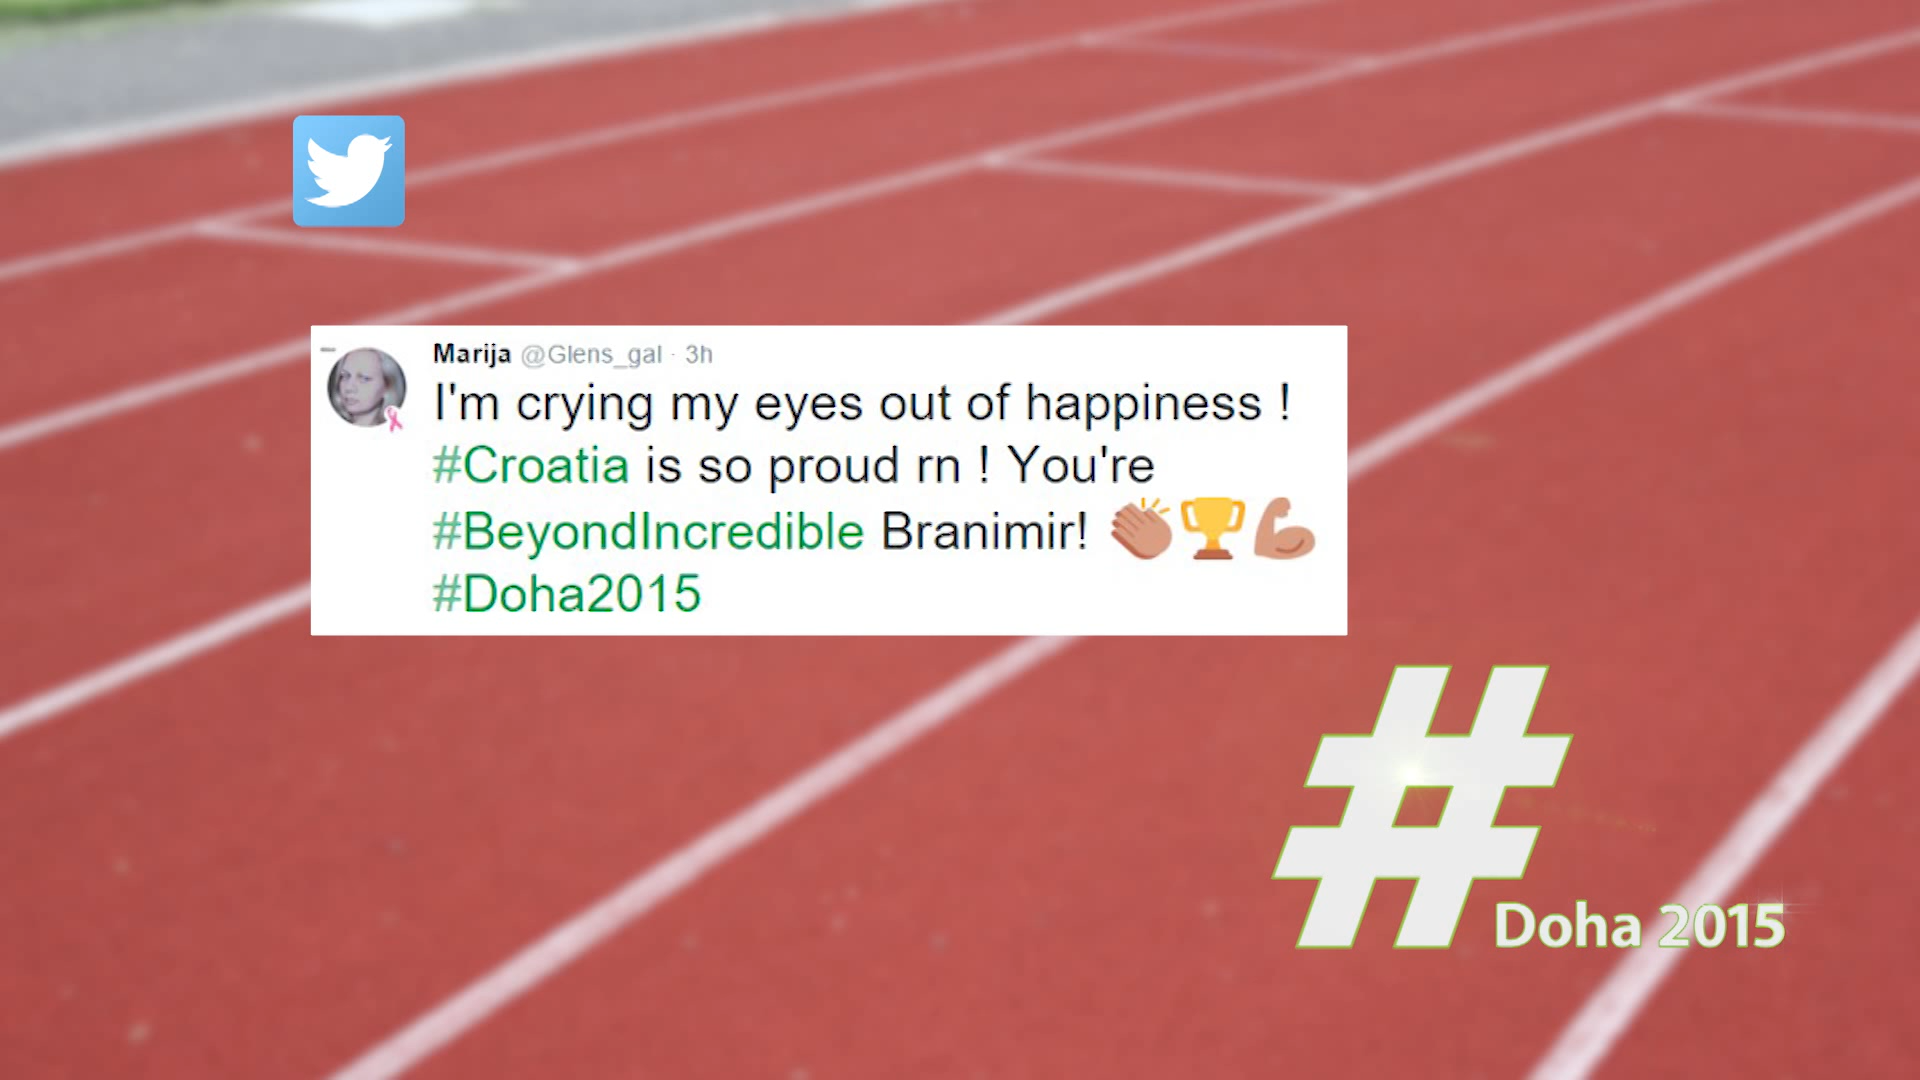 Marija @Glens_gal · 3h
I'm crying my eyes out of happiness !
#Croatia is so proud rn ! You're
#BeyondIncredible Branimir! 👏🏆💪
#Doha2015
# Doha 2015